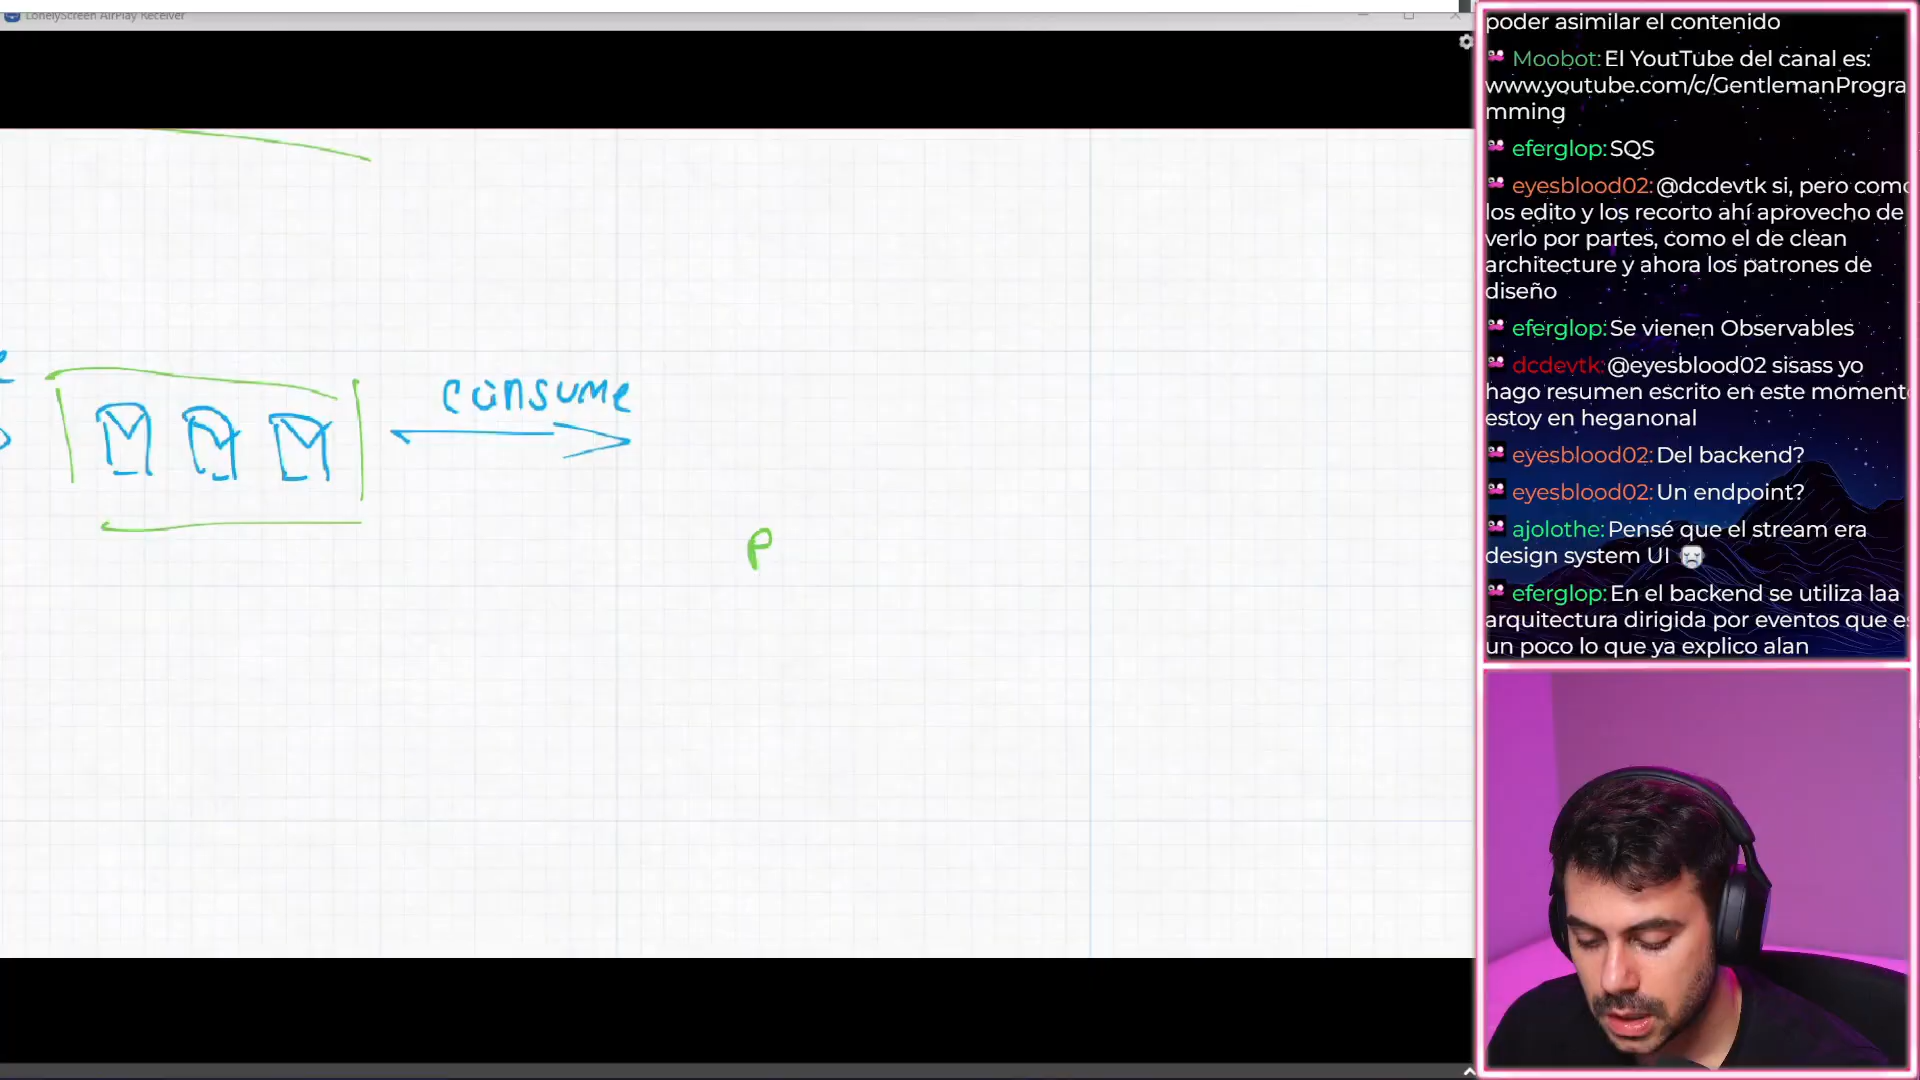 LonelyScreen AirPlay Receiver
consume
P
poder asimilar el contenido
Moobot: El YoutTube del canal es:
www.youtube.com/c/GentlemanProgra
mming
eferglop: SQS
eyesblood02: @dcdevtk si, pero como
los edito y los recorto ahí aprovecho de
verlo por partes, como el de clean
architecture y ahora los patrones de
diseño
eferglop: Se vienen Observables
dcdevtk: @eyesblood02 sisass yo
hago resumen escrito en este momento
estoy en heganonal
eyesblood02: Del backend?
eyesblood02: Un endpoint?
ajolothe: Pensé que el stream era
design system UI
eferglop: En el backend se utiliza laa
arquitectura dirigida por eventos que es
un poco lo que ya explico alan